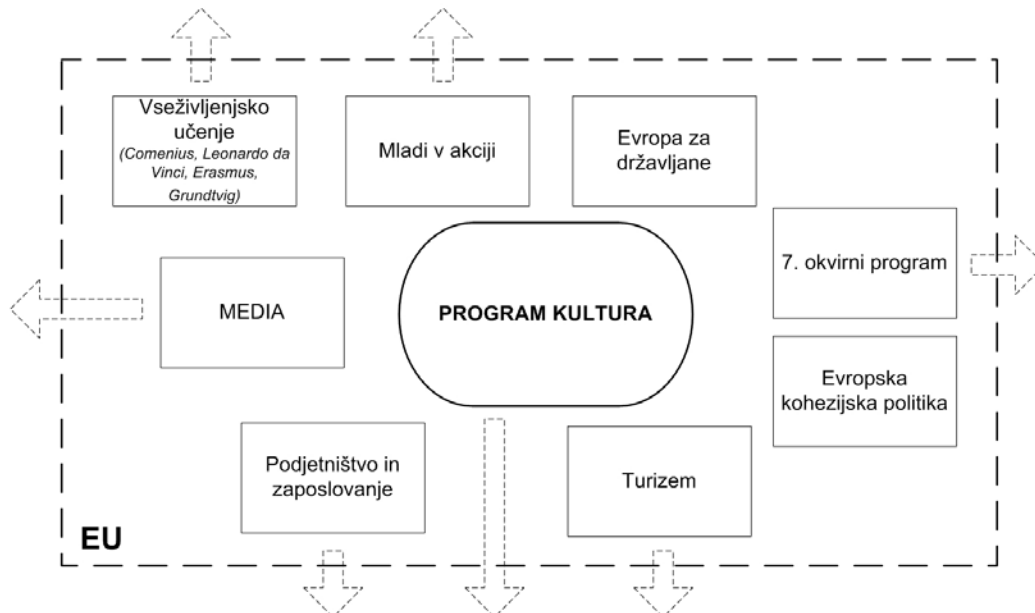 Vseživljenjsko
učenje
(Comenius, Leonardo da
Vinci, Erasmus,
Grundtvig)
Mladi v akciji
Evropa za
državljane
7. okvirni program
MEDIA
PROGRAM KULTURA
Evropska
kohezijska politika
Podjetništvo in
zaposlovanje
Turizem
EU